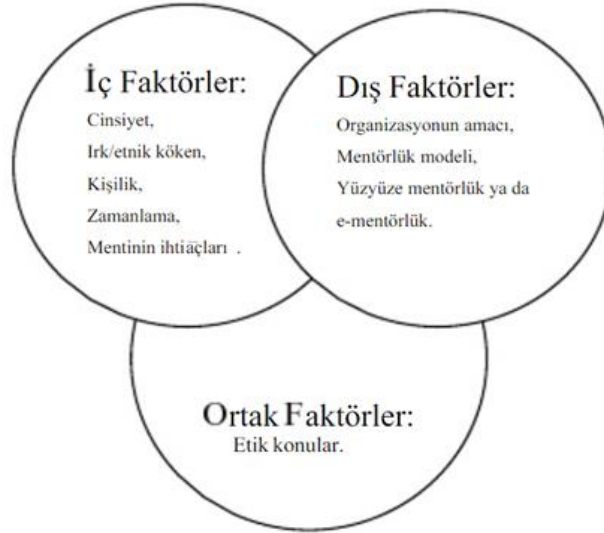 İç Faktörler:
Cinsiyet,
Irk/etnik köken,
Kişilik,
Zamanlama,
Mentinin ihtiaçları .
Dış Faktörler:
Organizasyonun amacı,
Mentörlük modeli,
Yüzyüze mentörlük ya da
e-mentörlük.
Ortak Faktörler:
Etik konular.